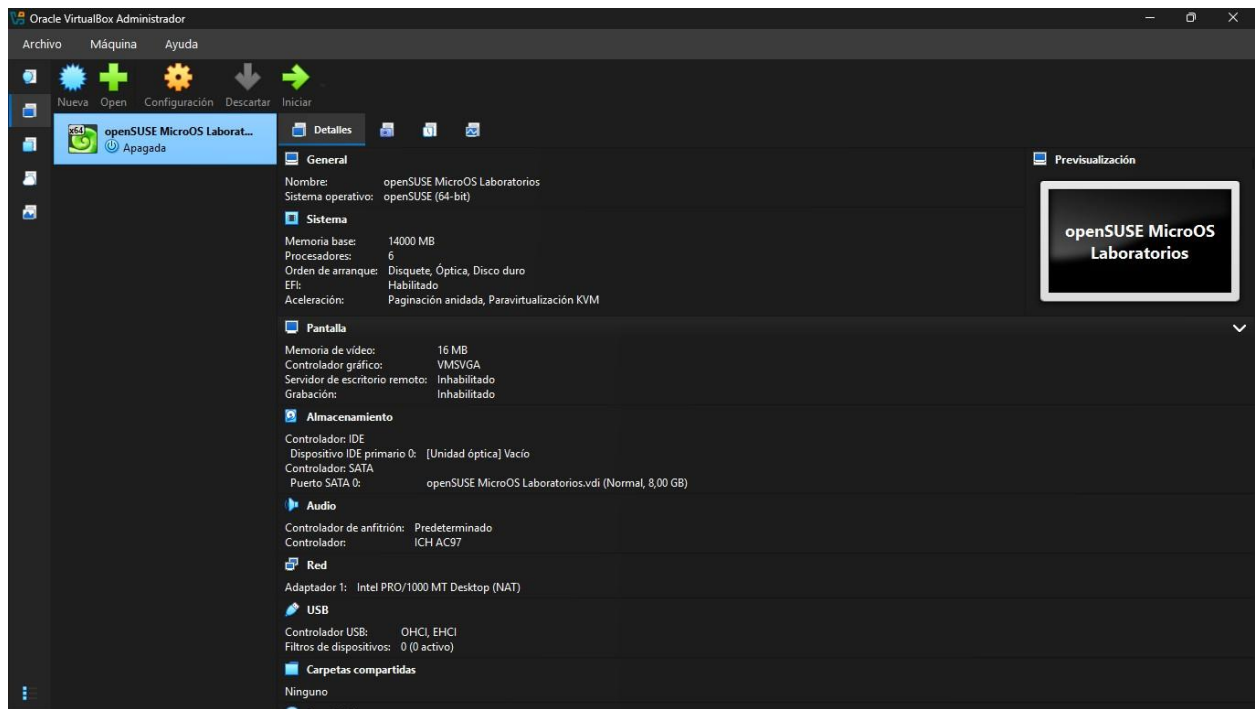 Oracle VirtualBox Administrador
Archivo Máquina Ayuda
Nueva Open Configuración Descartar Iniciar
x64
openSUSE MicroOS Laborat...
Apagada
Detalles
General
Nombre: openSUSE MicroOS Laboratorios
Sistema operativo: openSUSE (64-bit)
Sistema
Memoria base: 14000 MB
Procesadores: 6
Orden de arranque: Disquete, Óptica, Disco duro
EFI: Habilitado
Aceleración: Paginación anidada, Paravirtualización KVM
Previsualización
openSUSE MicroOS
Laboratorios
Pantalla
Memoria de vídeo: 16 MB
Controlador gráfico: VMSVGA
Servidor de escritorio remoto: Inhabilitado
Grabación: Inhabilitado
Almacenamiento
Controlador: IDE
Dispositivo IDE primario 0: [Unidad óptica] Vacío
Controlador: SATA
Puerto SATA 0: openSUSE MicroOS Laboratorios.vdi (Normal, 8,00 GB)
Audio
Controlador de anfitrión: Predeterminado
Controlador: ICH AC97
Red
Adaptador 1: Intel PRO/1000 MT Desktop (NAT)
USB
Controlador USB: OHCI, EHCI
Filtros de dispositivos: 0 (0 activo)
Carpetas compartidas
Ninguno